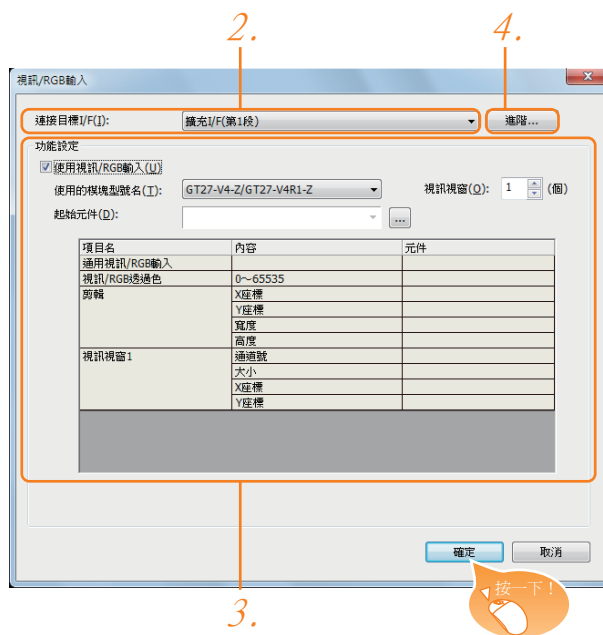 2.
4.
視訊/RGB輸入
連接目標I/F(I):
擴充I/F(第1段)
進階...
功能設定
使用視訊/RGB輸入(U)
使用的模塊型號名(T):
GT27-V4-Z/GT27-V4R1-Z
視訊視窗(O):
1
(個)
起始元件(D):
...
項目名 內容 元件
通用視訊/RGB輸入
視訊/RGB透過色 0～65535
剪輯 X座標
Y座標
寬度
高度
視訊視窗1 通道號
大小
X座標
Y座標
確定
取消
按一下！
3.